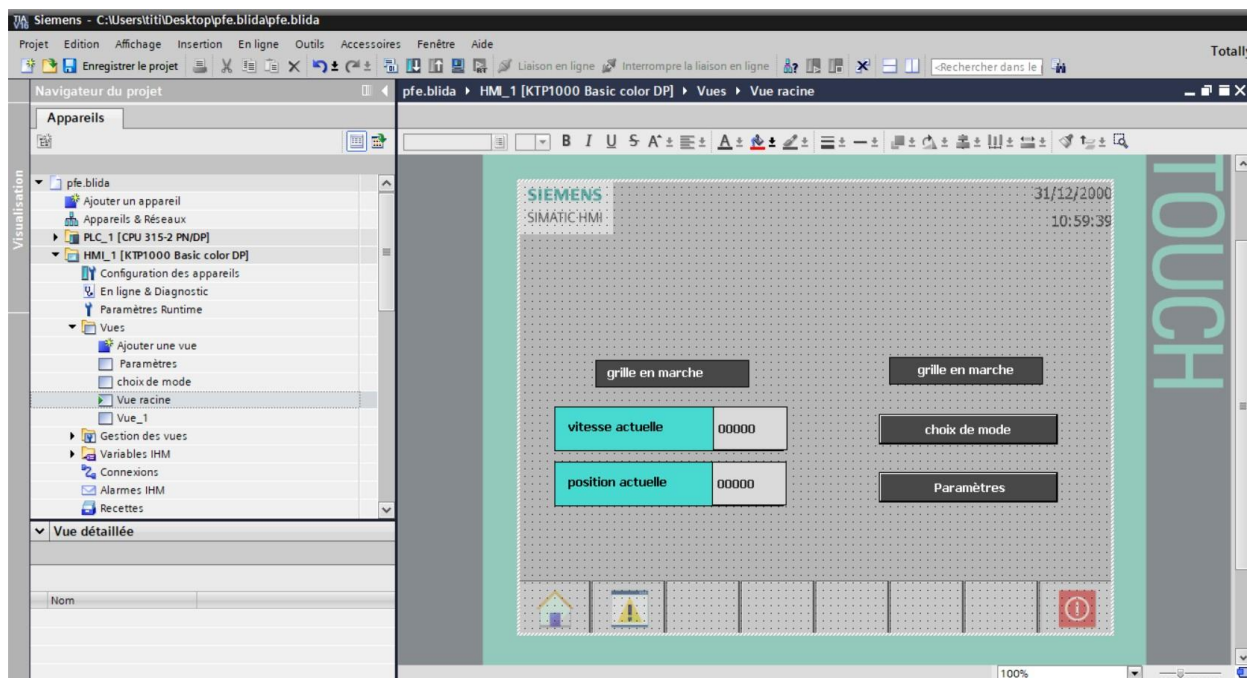 Siemens - C:\Users\titi\Desktop\pfe.blida\pfe.blida
Projet Edition Affichage Insertion En ligne Outils Accessoires Fenêtre Aide
Totally
Enregistrer le projet Liaison en ligne Interrompre la liaison en ligne <Rechercher dans le
Navigateur du projet
pfe.blida HMI_1 [KTP1000 Basic color DP] Vues Vue racine
Appareils
B I U S A A
Visualisation
pfe.blida
Ajouter un appareil
Appareils & Réseaux
PLC_1 [CPU 315-2 PN/DP]
HMI_1 [KTP1000 Basic color DP]
Configuration des appareils
En ligne & Diagnostic
Paramètres Runtime
Vues
Ajouter une vue
Paramètres
choix de mode
Vue racine
Vue_1
Gestion des vues
Variables IHM
Connexions
Alarmes IHM
Recettes
Vue détaillée
Nom
SIEMENS
SIMATIC HMI
31/12/2000
10:59:39
TOUCH
grille en marche
grille en marche
vitesse actuelle 00000
choix de mode
position actuelle 00000
Paramètres
100%